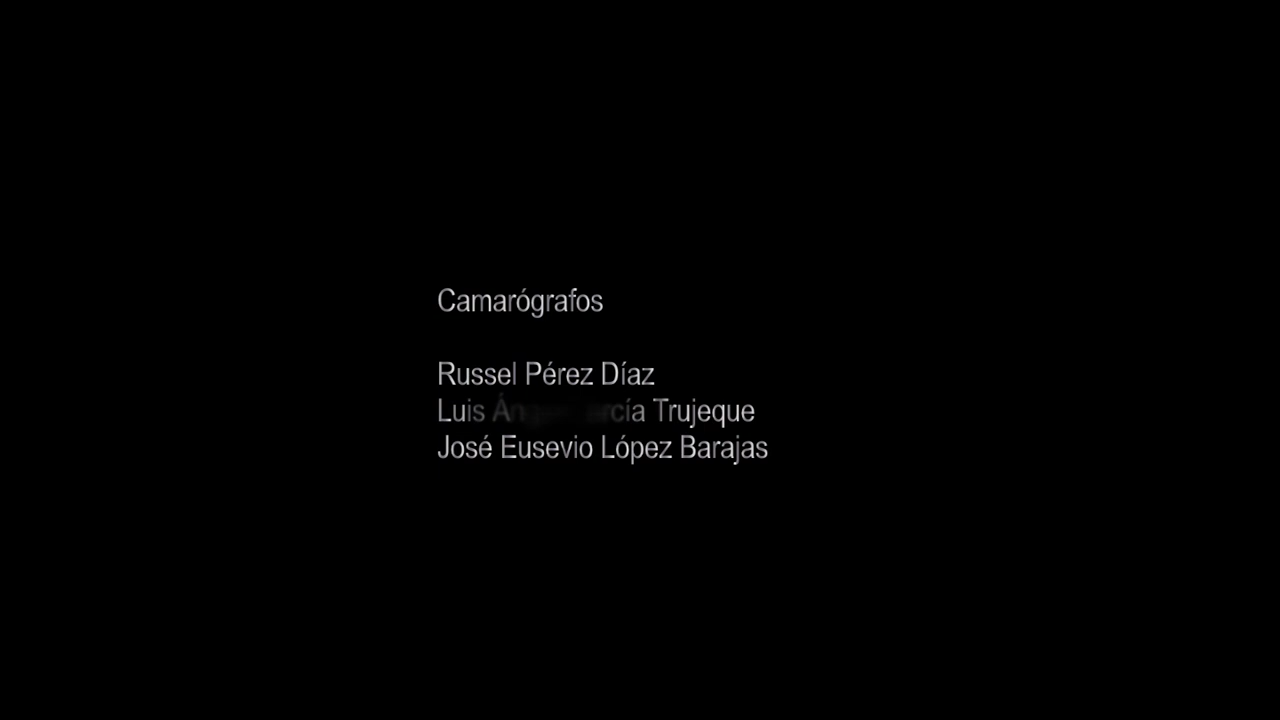 Camarógrafos
Russel Pérez Díaz
Luis Trujeque
José Eusevio López Barajas